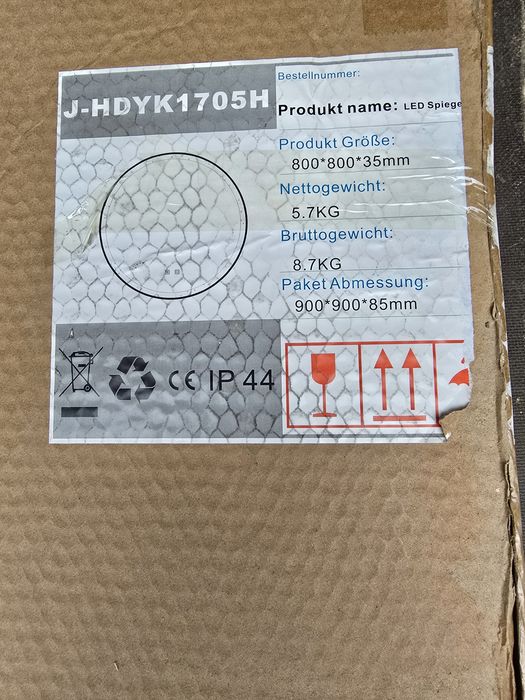 J-HDYK1705H
Bestellnummer:
Produkt name: LED Spiege
Produkt Größe:
800*800*35mm
Nettogewicht:
5.7KG
Bruttogewicht:
8.7KG
Paket Abmessung:
900*900*85mm
CE IP 44